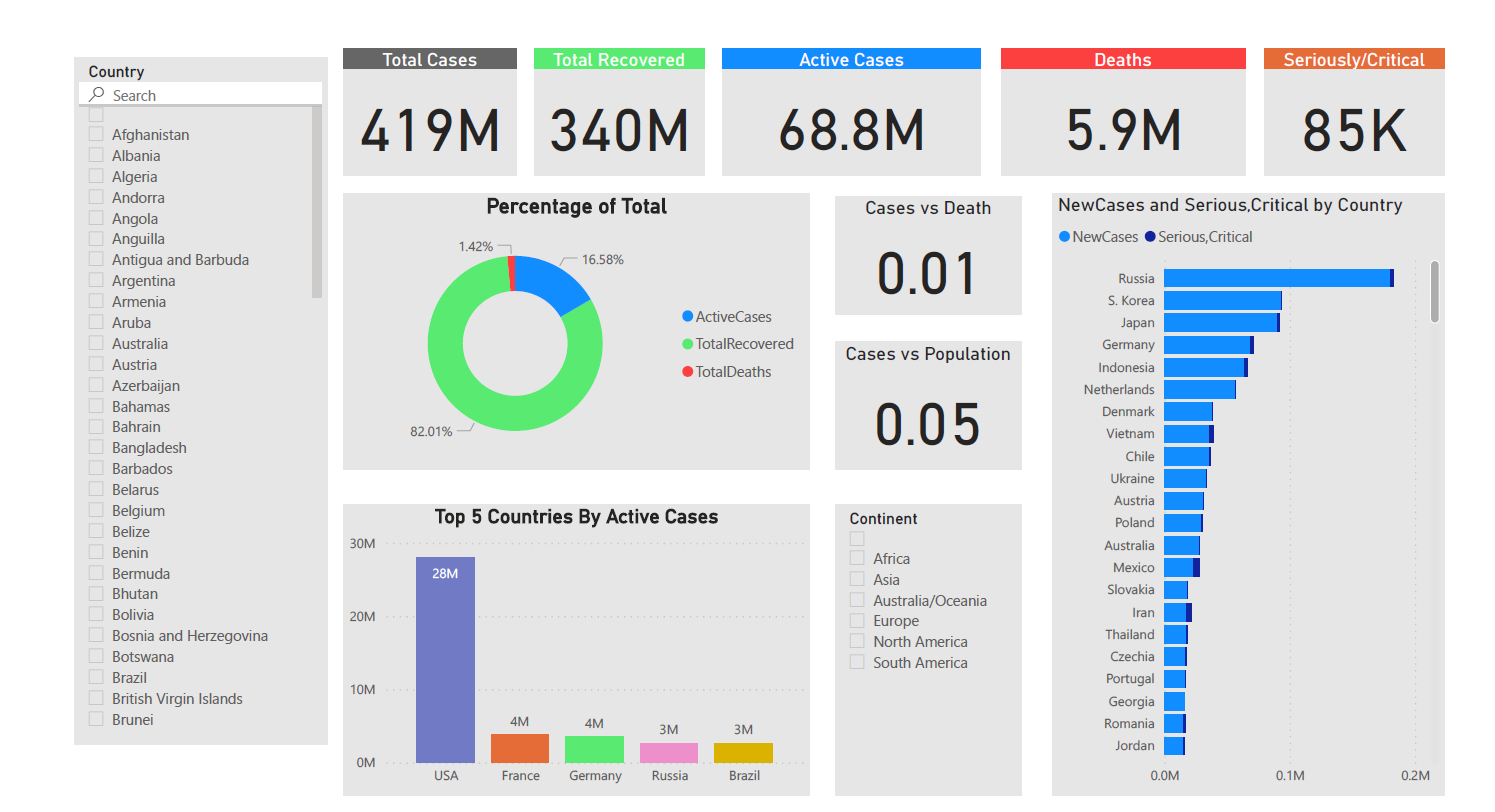 Country
Search
Afghanistan
Albania
Algeria
Andorra
Angola
Anguilla
Antigua and Barbuda
Argentina
Armenia
Aruba
Australia
Austria
Azerbaijan
Bahamas
Bahrain
Bangladesh
Barbados
Belarus
Belgium
Belize
Benin
Bermuda
Bhutan
Bolivia
Bosnia and Herzegovina
Botswana
Brazil
British Virgin Islands
Brunei
Total Cases
419M
Total Recovered
340M
Active Cases
68.8M
Deaths
5.9M
Seriously/Critical
85K
Percentage of Total
1.42%
16.58%
82.01%
ActiveCases
TotalRecovered
TotalDeaths
Cases vs Death
0.01
Cases vs Population
0.05
NewCases and Serious,Critical by Country
NewCases Serious,Critical
Russia
S. Korea
Japan
Germany
Indonesia
Netherlands
Denmark
Vietnam
Chile
Ukraine
Austria
Poland
Australia
Mexico
Slovakia
Iran
Thailand
Czechia
Portugal
Georgia
Romania
Jordan
0.0M 0.1M 0.2M
Top 5 Countries By Active Cases
30M
20M
10M
0M
28M
4M
4M
3M
3M
USA France Germany Russia Brazil
Continent
Africa
Asia
Australia/Oceania
Europe
North America
South America